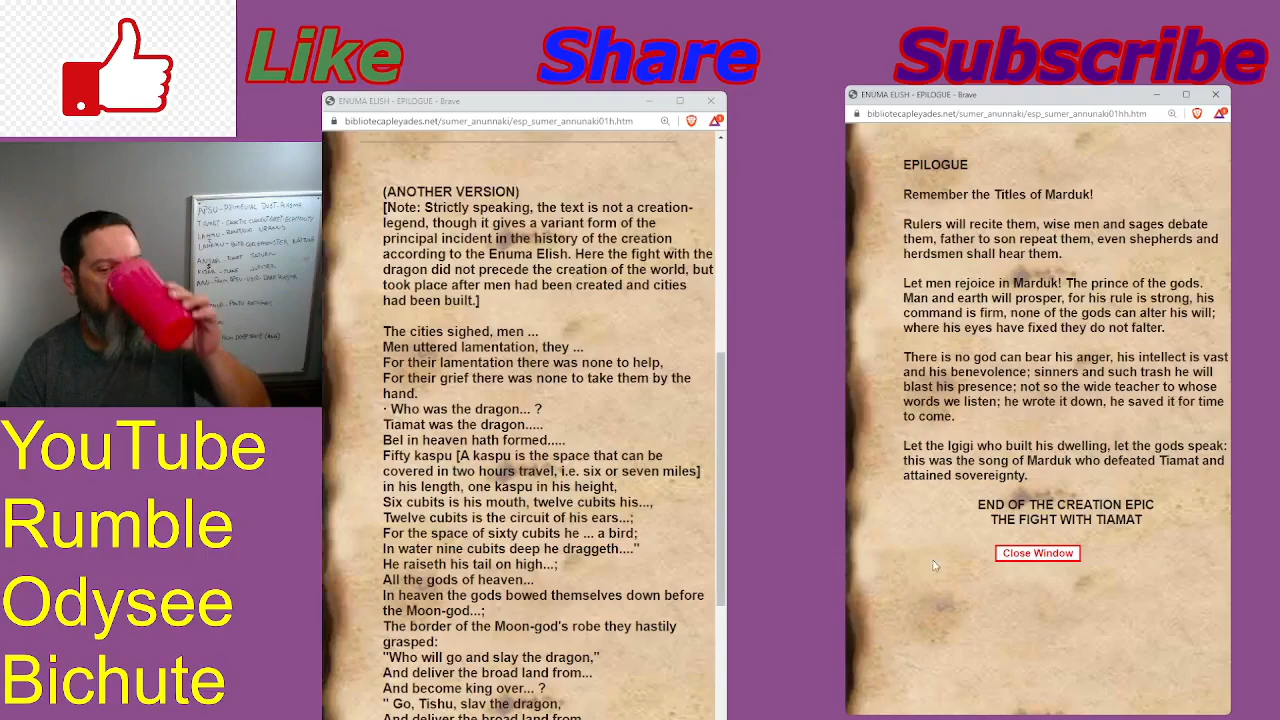 Like
Share
Subscribe
ENUMA ELISH - EPILOGUE - Brave
bibliotecapleyades.net/sumer_anunnaki/esp_sumer_annunaki01h.htm
(ANOTHER VERSION)
[Note: Strictly speaking, the text is not a creation-
legend, though it gives a variant form of the
principal incident in the history of the creation
according to the Enuma Elish. Here the fight with the
dragon did not precede the creation of the world, but
took place after men had been created and cities
had been built.]
The cities sighed, men ...
Men uttered lamentation, they ...
For their lamentation there was none to help,
For their grief there was none to take them by the
hand.
· Who was the dragon... ?
Tiamat was the dragon.....
Bel in heaven hath formed.....
Fifty kaspu [A kaspu is the space that can be
covered in two hours travel, i.e. six or seven miles]
in his length, one kaspu in his height,
Six cubits is his mouth, twelve cubits his...,
Twelve cubits is the circuit of his ears...;
For the space of sixty cubits he ... a bird;
In water nine cubits deep he draggeth...."
He raiseth his tail on high...;
All the gods of heaven...
In heaven the gods bowed themselves down before
the Moon-god...;
The border of the Moon-god's robe they hastily
grasped:
"Who will go and slay the dragon,"
And deliver the broad land from...
And become king over... ?
" Go, Tishu, slav the dragon,
And deliver the broad land from
ENUMA ELISH - EPILOGUE - Brave
bibliotecapleyades.net/sumer_anunnaki/esp_sumer_annunaki01hh.htm
EPILOGUE
Remember the Titles of Marduk!
Rulers will recite them, wise men and sages debate
them, father to son repeat them, even shepherds and
herdsmen shall hear them.
Let men rejoice in Marduk! The prince of the gods.
Man and earth will prosper, for his rule is strong, his
command is firm, none of the gods can alter his will;
where his eyes have fixed they do not falter.
There is no god can bear his anger, his intellect is vast
and his benevolence; sinners and such trash he will
blast his presence; not so the wide teacher to whose
words we listen; he wrote it down, he saved it for time
to come.
Let the Igigi who built his dwelling, let the gods speak:
this was the song of Marduk who defeated Tiamat and
attained sovereignty.
END OF THE CREATION EPIC
THE FIGHT WITH TIAMAT
Close Window
YouTube
Rumble
Odysee
Bichute